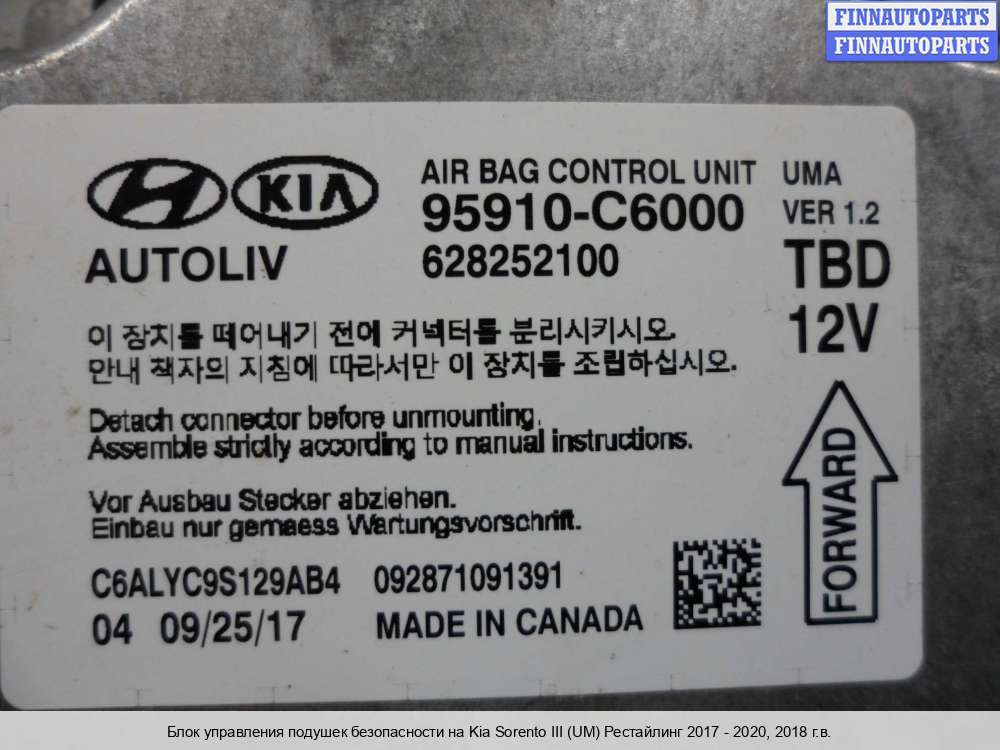 FINNAUTOPARTS
FINNAUTOPARTS
KIA
AIR BAG CONTROL UNIT UMA
95910-C6000 VER 1.2
AUTOLIV 628252100 TBD
12V
이 장치를 떼어내기 전에 커넥터를 분리시키시오.
안내 책자의 지침에 따라서만 이 장치를 조립하십시오.
Detach connector before unmounting.
Assemble strictly according to manual instructions.
FORWARD
Vor Ausbau Stecker abziehen.
Einbau nur gemaess Wartungsvorschrift.
C6ALYC9S129AB4 092871091391
04 09/25/17 MADE IN CANADA
Блок управления подушек безопасности на Kia Sorento III (UM) Рестайлинг 2017 - 2020, 2018 г.в.